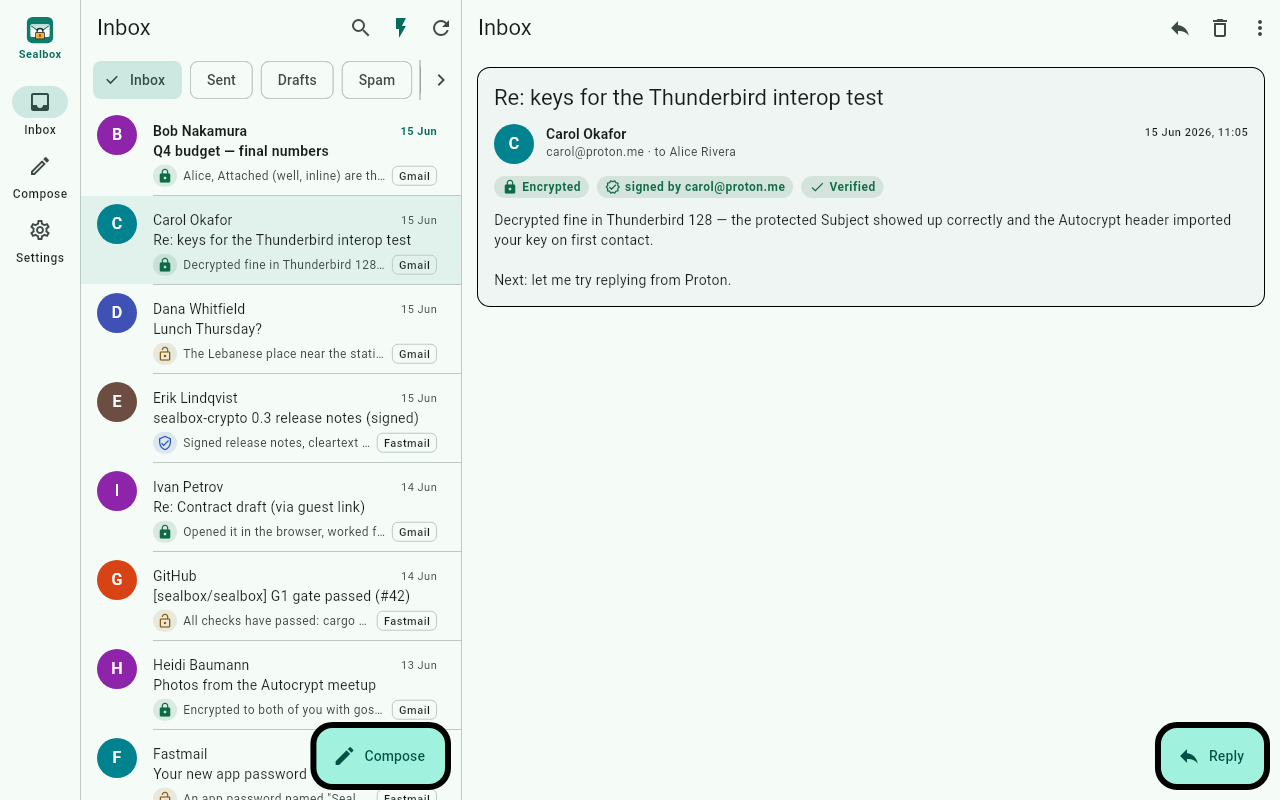 Sealbox
Inbox
Compose
Settings
Inbox
Inbox
Sent
Drafts
Spam
B
Bob Nakamura
15 Jun
Q4 budget — final numbers
Alice, Attached (well, inline) are th…
Gmail
C
Carol Okafor
15 Jun
Re: keys for the Thunderbird interop test
Decrypted fine in Thunderbird 128…
Gmail
D
Dana Whitfield
15 Jun
Lunch Thursday?
The Lebanese place near the stati…
Gmail
E
Erik Lindqvist
15 Jun
sealbox-crypto 0.3 release notes (signed)
Signed release notes, cleartext …
Fastmail
I
Ivan Petrov
14 Jun
Re: Contract draft (via guest link)
Opened it in the browser, worked f…
Gmail
G
GitHub
14 Jun
[sealbox/sealbox] G1 gate passed (#42)
All checks have passed: cargo …
Fastmail
H
Heidi Baumann
13 Jun
Photos from the Autocrypt meetup
Encrypted to both of you with gos…
Gmail
F
Fastmail
Your new app password
An app password named "Seal
Fastmail
Compose
Inbox
Re: keys for the Thunderbird interop test
C
Carol Okafor
15 Jun 2026, 11:05
carol@proton.me · to Alice Rivera
Encrypted
signed by carol@proton.me
Verified
Decrypted fine in Thunderbird 128 — the protected Subject showed up correctly and the Autocrypt header imported
your key on first contact.
Next: let me try replying from Proton.
Reply